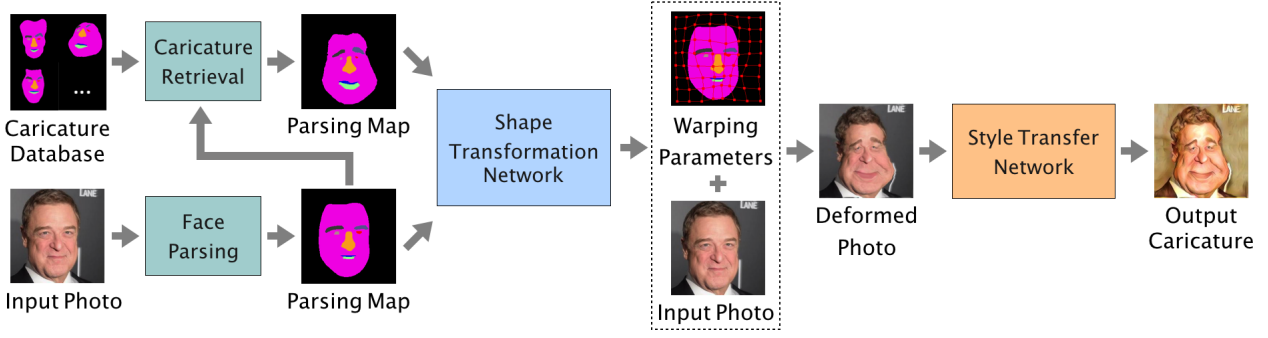 Caricature
Database
Caricature
Retrieval
...
Parsing Map
LANE
Input Photo
Face
Parsing
Parsing Map
Shape
Transformation
Network
Warping
Parameters
+
LANE
Input Photo
LANE
Deformed
Photo
Style Transfer
Network
LANE
Output
Caricature